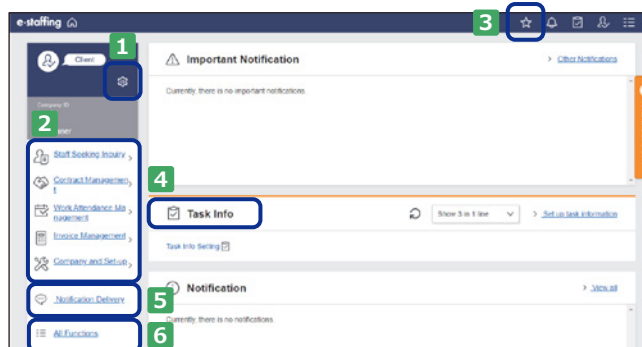 e-staffing
3
1
Client
Important Notification
> Other Notifications
Company ID
Currently, there is no important notifications.
2
Staff Seeking Inquiry >
Contract Managemen >
t
Work Attendance Ma >
nagement
Invoice Management >
Company and Set-up >
4
Task Info
Show 3 in 1 line
> Set up task information
Task Info Setting
Notification
> View all
5
Notification Delivery
Currently, there is no notifications.
6
All Functions